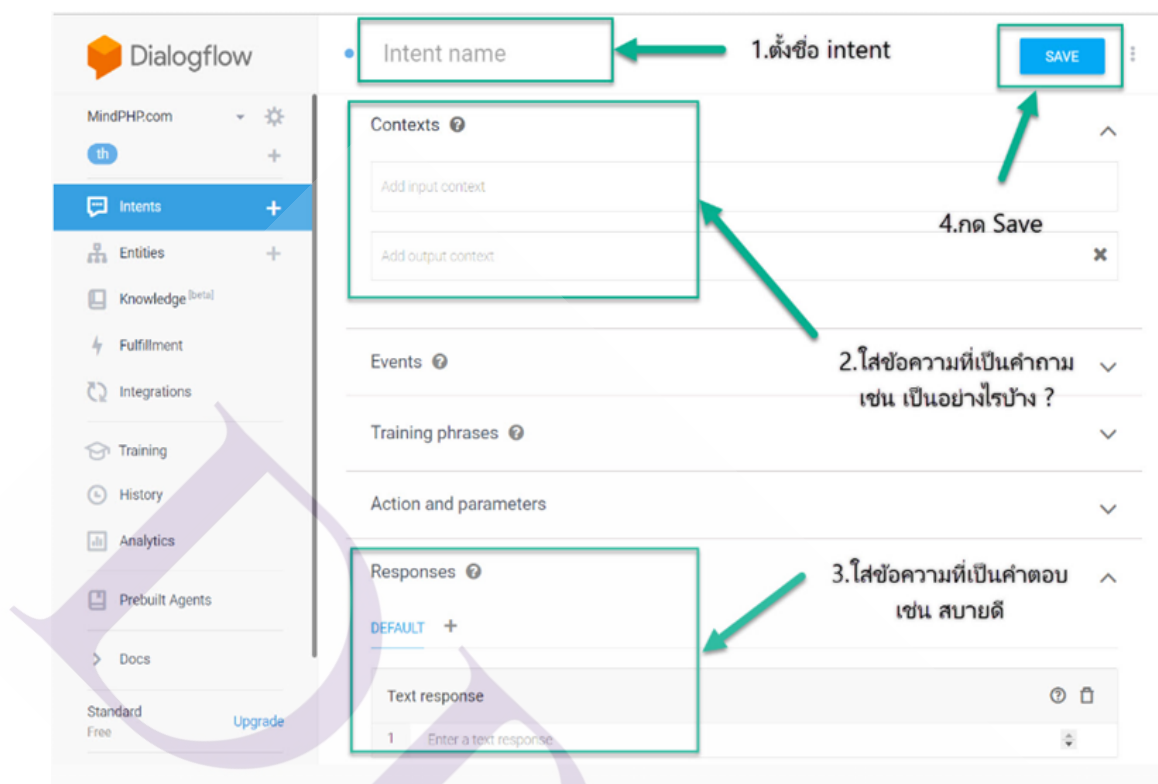 Dialogflow
Intent name
1.ตั้งชื่อ intent
SAVE
MindPHP.com
th
Contexts
Add input context
Intents
4.กด Save
Entities
Add output context
Knowledge [beta]
Fulfillment
Events
2.ใส่ข้อความที่เป็นคำถาม
เช่น เป็นอย่างไรบ้าง ?
Integrations
Training phrases
Training
History
Action and parameters
Analytics
Responses
3.ใส่ข้อความที่เป็นคำตอบ
เช่น สบายดี
Prebuilt Agents
DEFAULT
Docs
Text response
Standard
Free
Upgrade
1 Enter a text response